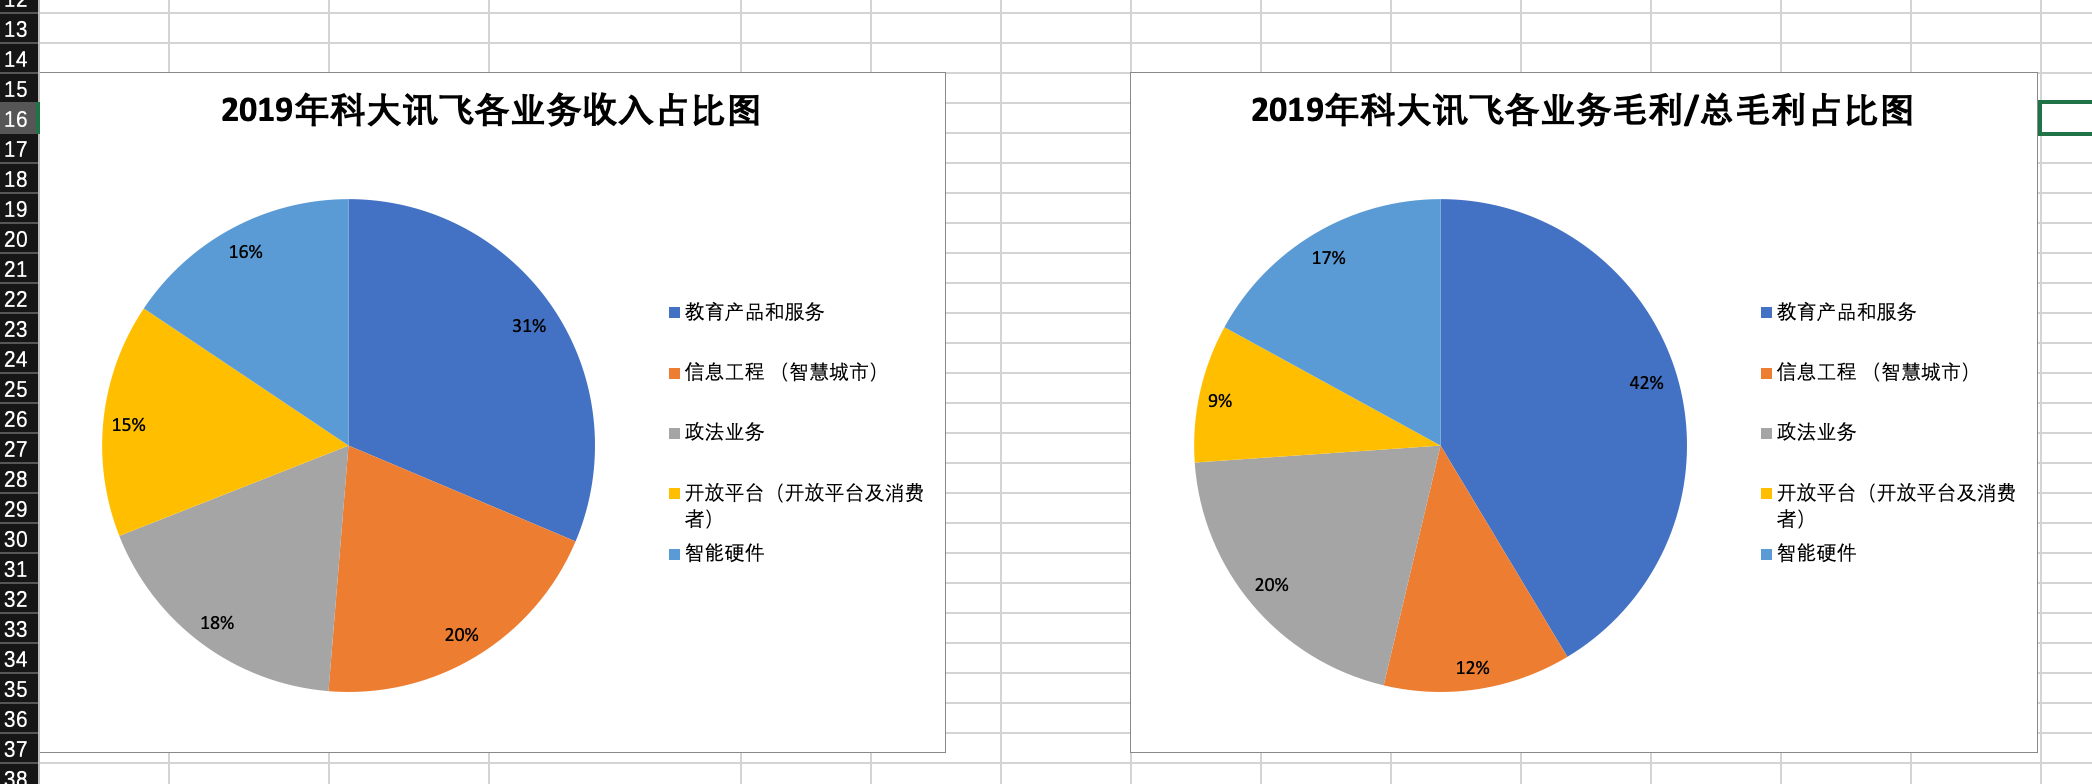 12
13
14
15
16
17
18
19
20
21
22
23
24
25
26
27
28
29
30
31
32
33
34
35
36
37
38
2019年科大讯飞各业务收入占比图
16%
31%
15%
18%
20%
教育产品和服务
信息工程 （智慧城市）
政法业务
开放平台（开放平台及消费
者）
智能硬件
2019年科大讯飞各业务毛利/总毛利占比图
17%
42%
9%
20%
12%
教育产品和服务
信息工程 （智慧城市）
政法业务
开放平台（开放平台及消费
者）
智能硬件